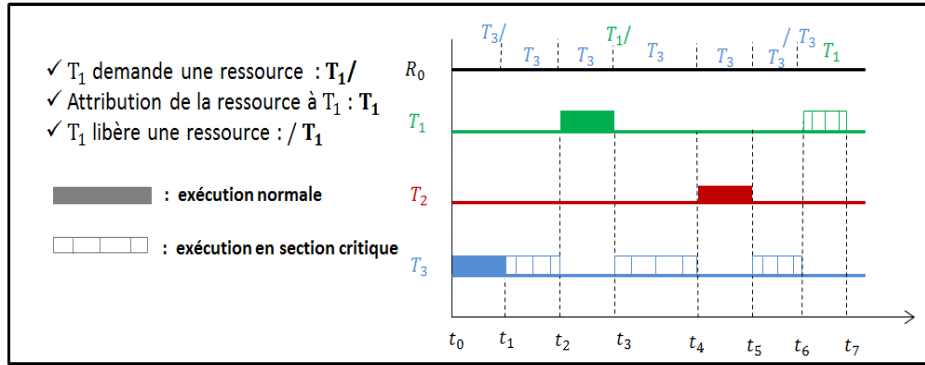 ✓ T₁ demande une ressource : T₁/
✓ Attribution de la ressource à T₁ : T₁
✓ T₁ libère une ressource : / T₁
: exécution normale
: exécution en section critique
T₃/ T₁/ / T₃
T₃ T₃ T₃ T₃ T₃ T₁
R₀
T₁
T₂
T₃
t₀ t₁ t₂ t₃ t₄ t₅ t₆ t₇